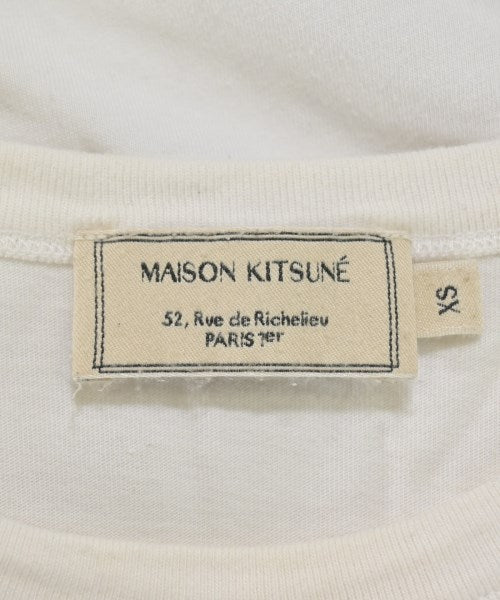 MAISON KITSUNÉ
52, Rue de Richelieu
PARIS 1er
XS